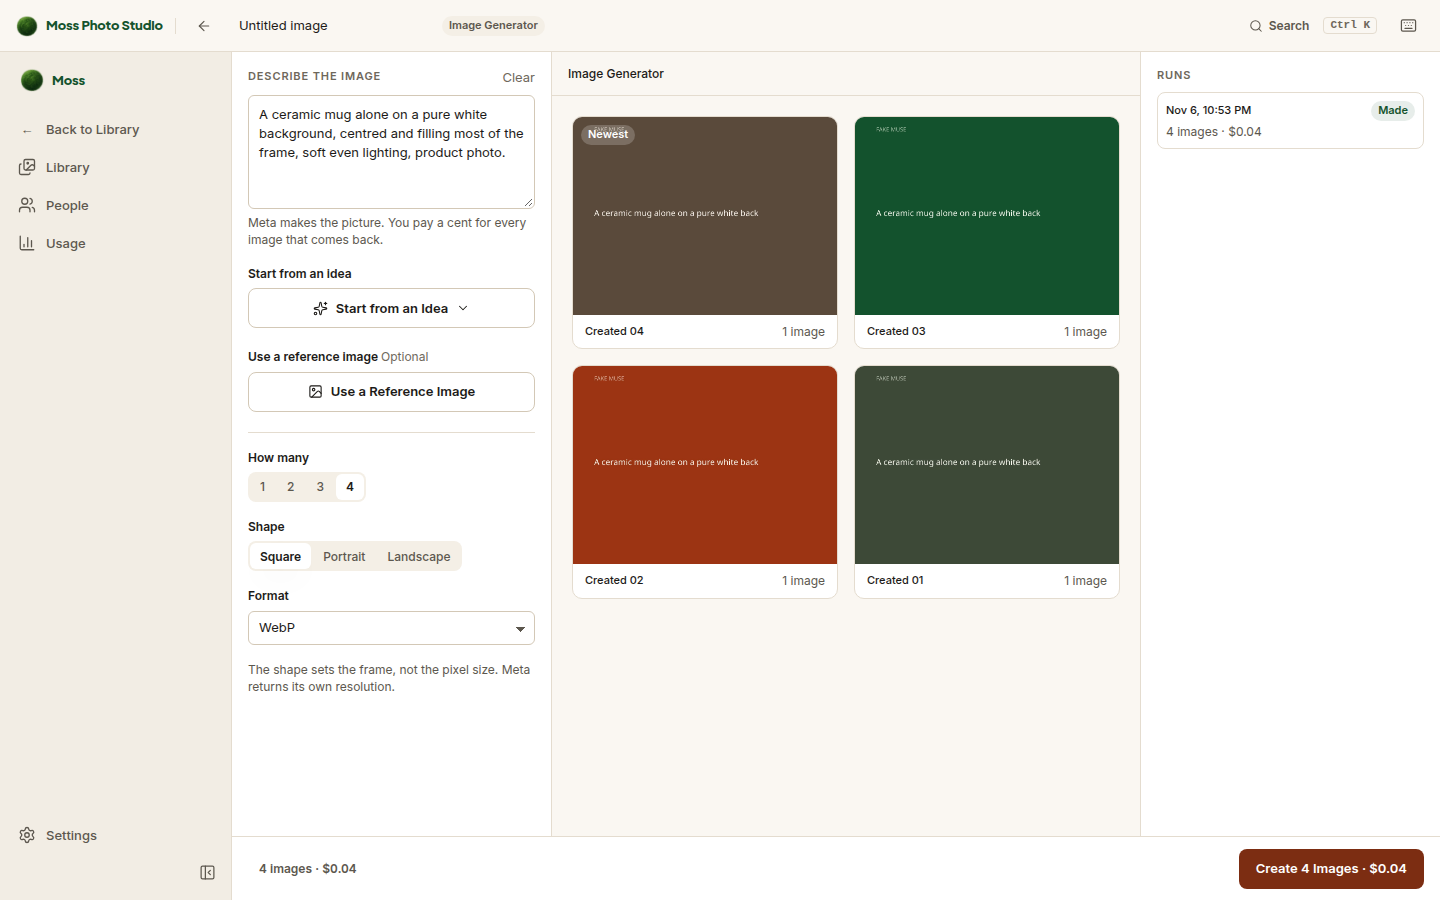 Moss Photo Studio
Untitled image
Image Generator
Search
Ctrl K
Moss
← Back to Library
Library
People
Usage
Settings
DESCRIBE THE IMAGE
Clear
A ceramic mug alone on a pure white
background, centred and filling most of the
frame, soft even lighting, product photo.
Meta makes the picture. You pay a cent for every
image that comes back.
Start from an idea
Start from an Idea
Use a reference image Optional
Use a Reference Image
How many
1 2 3 4
Shape
Square Portrait Landscape
Format
WebP
The shape sets the frame, not the pixel size. Meta
returns its own resolution.
Image Generator
FAKE MUSE
Newest
A ceramic mug alone on a pure white back
Created 04
1 image
FAKE MUSE
A ceramic mug alone on a pure white back
Created 03
1 image
FAKE MUSE
A ceramic mug alone on a pure white back
Created 02
1 image
FAKE MUSE
A ceramic mug alone on a pure white back
Created 01
1 image
RUNS
Nov 6, 10:53 PM
Made
4 images · $0.04
4 images · $0.04
Create 4 Images · $0.04